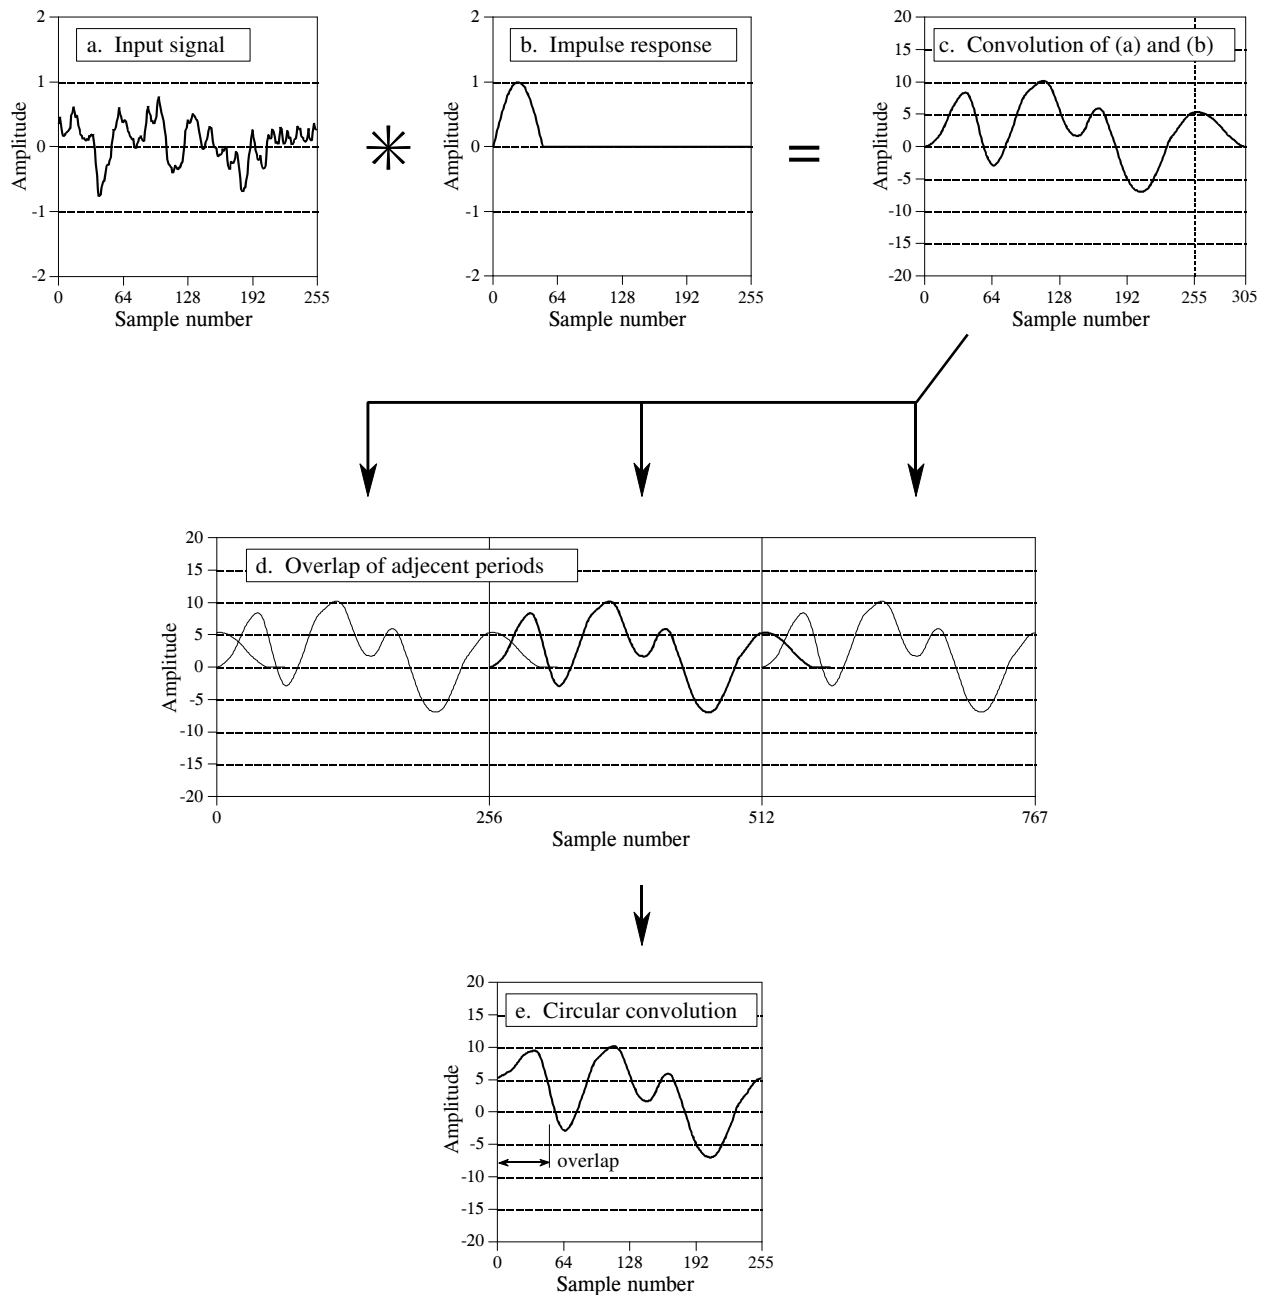 a. Input signal
2
1
0
-1
-2
Amplitude
0 64 128 192 255
Sample number
b. Impulse response
2
1
0
-1
-2
Amplitude
0 64 128 192 255
Sample number
=
c. Convolution of (a) and (b)
20
15
10
5
0
-5
-10
-15
-20
Amplitude
0 64 128 192 255 305
Sample number
d. Overlap of adjecent periods
20
15
10
5
0
-5
-10
-15
-20
Amplitude
0 256 512 767
Sample number
e. Circular convolution
20
15
10
5
0
-5
-10
-15
-20
Amplitude
overlap
0 64 128 192 255
Sample number